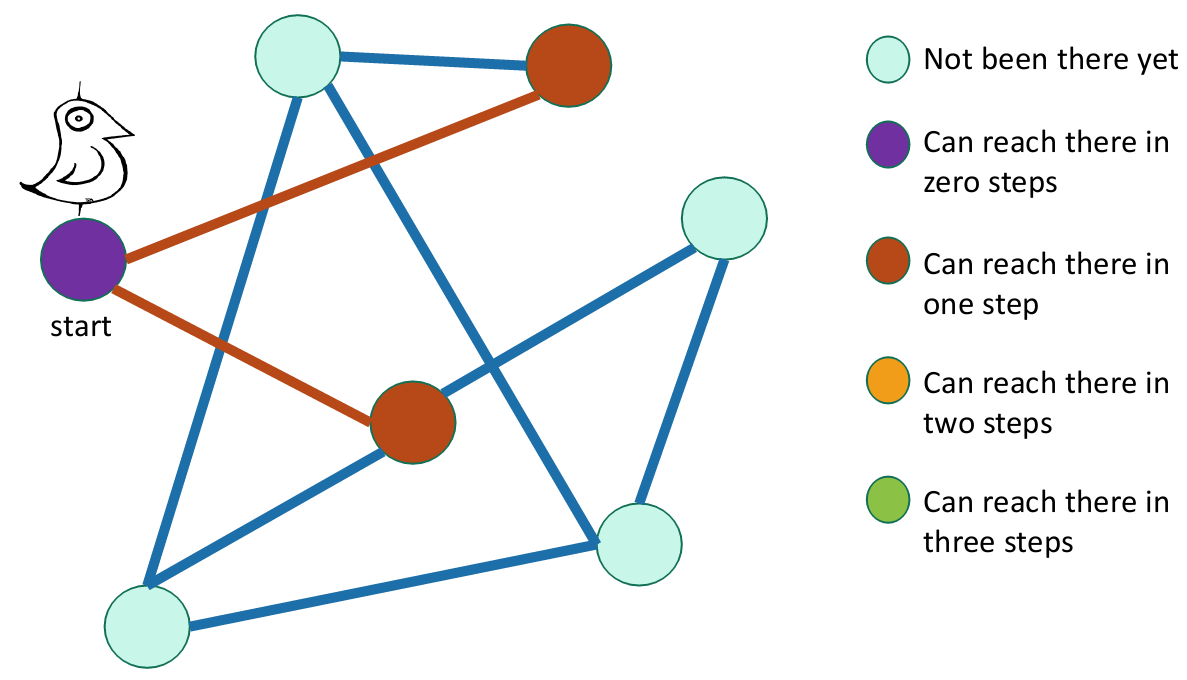 Not been there yet
Can reach there in
zero steps
start
Can reach there in
one step
Can reach there in
two steps
Can reach there in
three steps